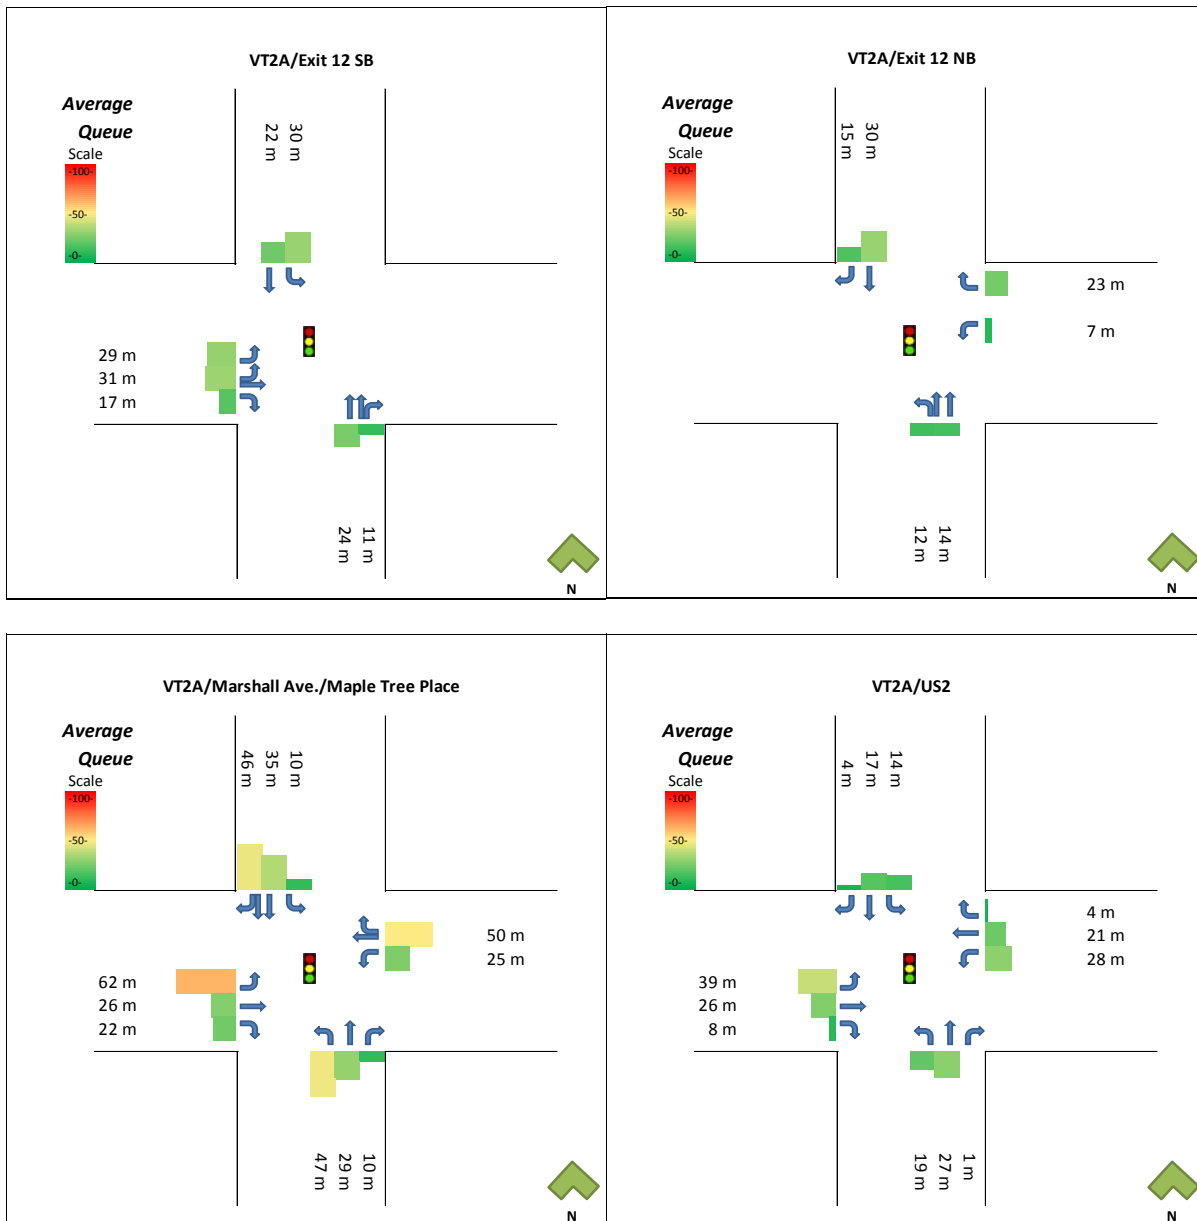 VT2A/Exit 12 SB
Average
Queue
Scale
-100-
-50-
-0-
22 m
30 m
29 m
31 m
17 m
24 m
11 m
N
VT2A/Exit 12 NB
Average
Queue
Scale
-100-
-50-
-0-
15 m
30 m
23 m
7 m
12 m
14 m
N
VT2A/Marshall Ave./Maple Tree Place
Average
Queue
Scale
-100-
-50-
-0-
46 m
35 m
10 m
50 m
25 m
62 m
26 m
22 m
47 m
29 m
10 m
N
VT2A/US2
Average
Queue
Scale
-100-
-50-
-0-
4 m
17 m
14 m
4 m
21 m
28 m
39 m
26 m
8 m
19 m
27 m
1 m
N